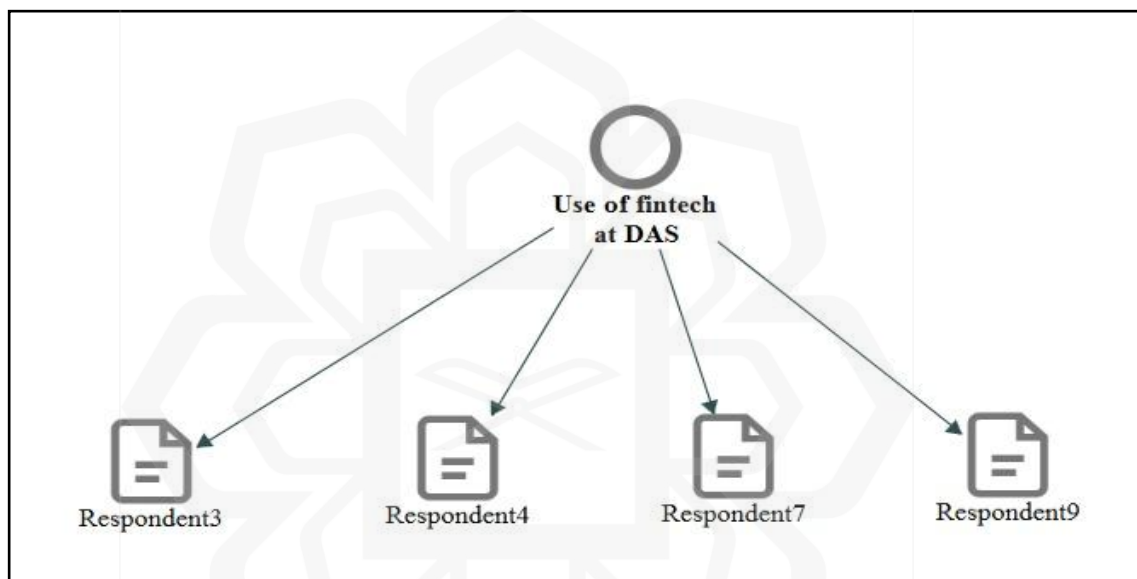 Use of fintech
at DAS
Respondent3
Respondent4
Respondent7
Respondent9